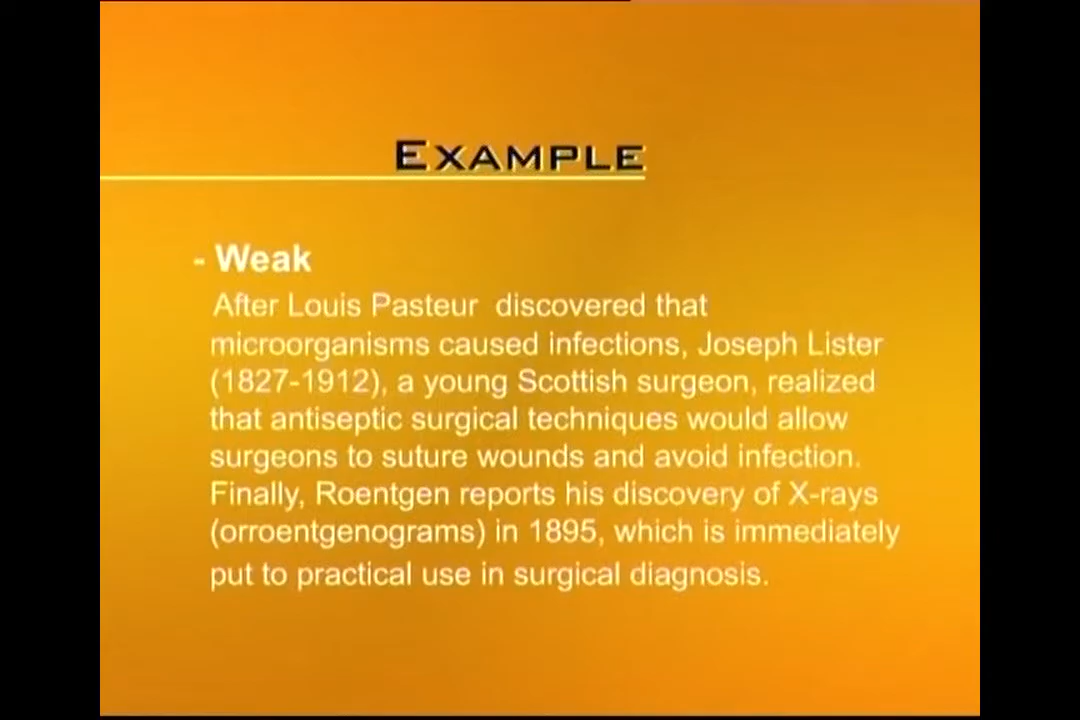 EXAMPLE
- Weak
After Louis Pasteur discovered that
microorganisms caused infections, Joseph Lister
(1827-1912), a young Scottish surgeon, realized
that antiseptic surgical techniques would allow
surgeons to suture wounds and avoid infection.
Finally, Roentgen reports his discovery of X-rays
(orroentgenograms) in 1895, which is immediately
put to practical use in surgical diagnosis.